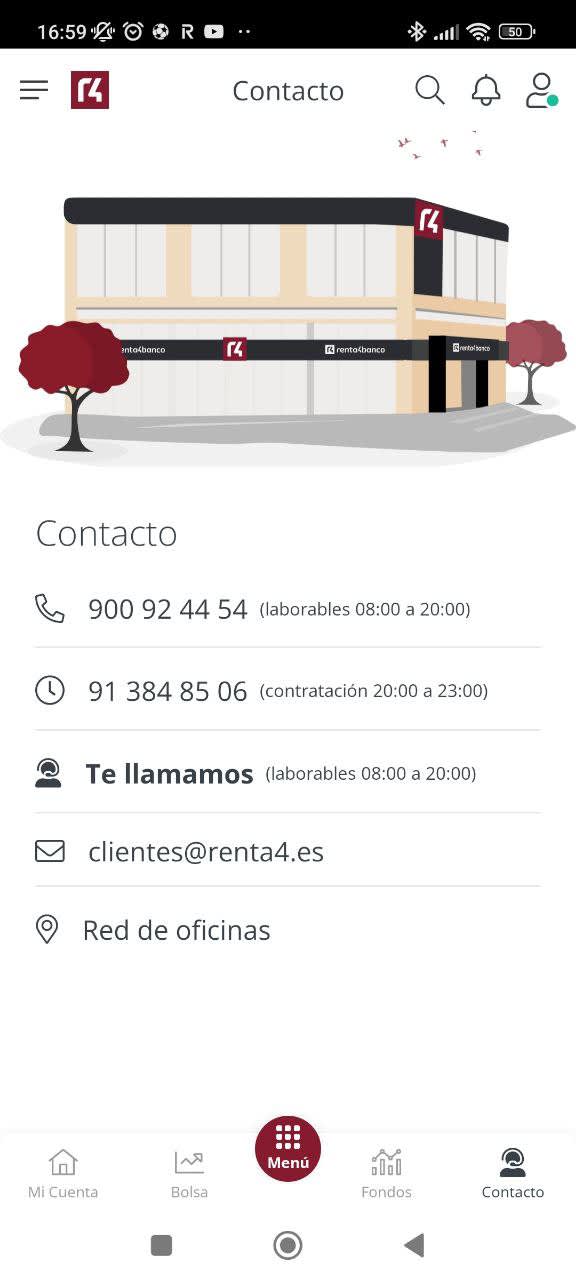 16:59
50
r4
Contacto
r4
renta4banco
r4
renta4banco
renta4banco
Contacto
900 92 44 54 (laborables 08:00 a 20:00)
91 384 85 06 (contratación 20:00 a 23:00)
Te llamamos (laborables 08:00 a 20:00)
clientes@renta4.es
Red de oficinas
Mi Cuenta
Bolsa
Menú
Fondos
Contacto